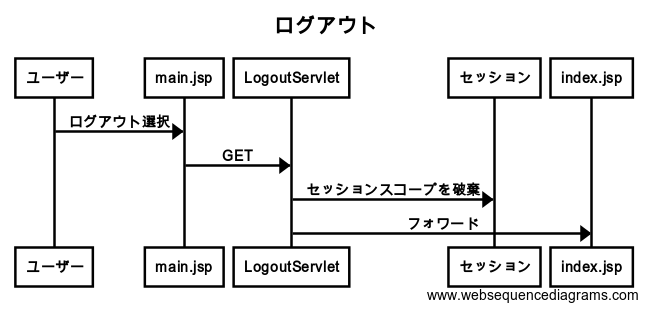 ログアウト
ユーザー
main.jsp
LogoutServlet
セッション
index.jsp
ログアウト選択
GET
セッションスコープを破棄
フォワード
ユーザー
main.jsp
LogoutServlet
セッション
index.jsp
www.websequencediagrams.com